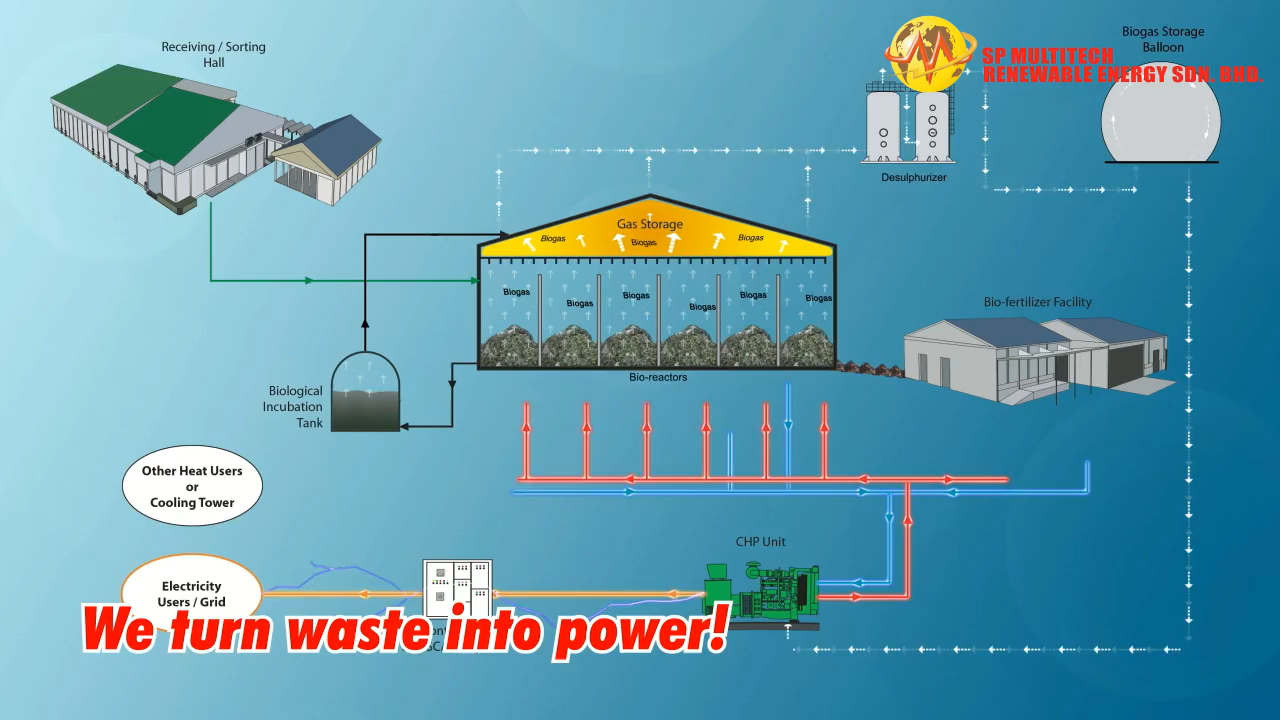 Receiving / Sorting
Hall
SP MULTITECH
RENEWABLE ENERGY SDN. BHD.
Biogas Storage
Balloon
Desulphurizer
Gas Storage
Biogas
Biogas
Biogas
Biogas
Biogas
Biogas
Biogas
Biogas
Biogas
Bio-reactors
Bio-fertilizer Facility
Biological
Incubation
Tank
Other Heat Users
or
Cooling Tower
CHP Unit
Electricity
Users / Grid
We turn waste into power!